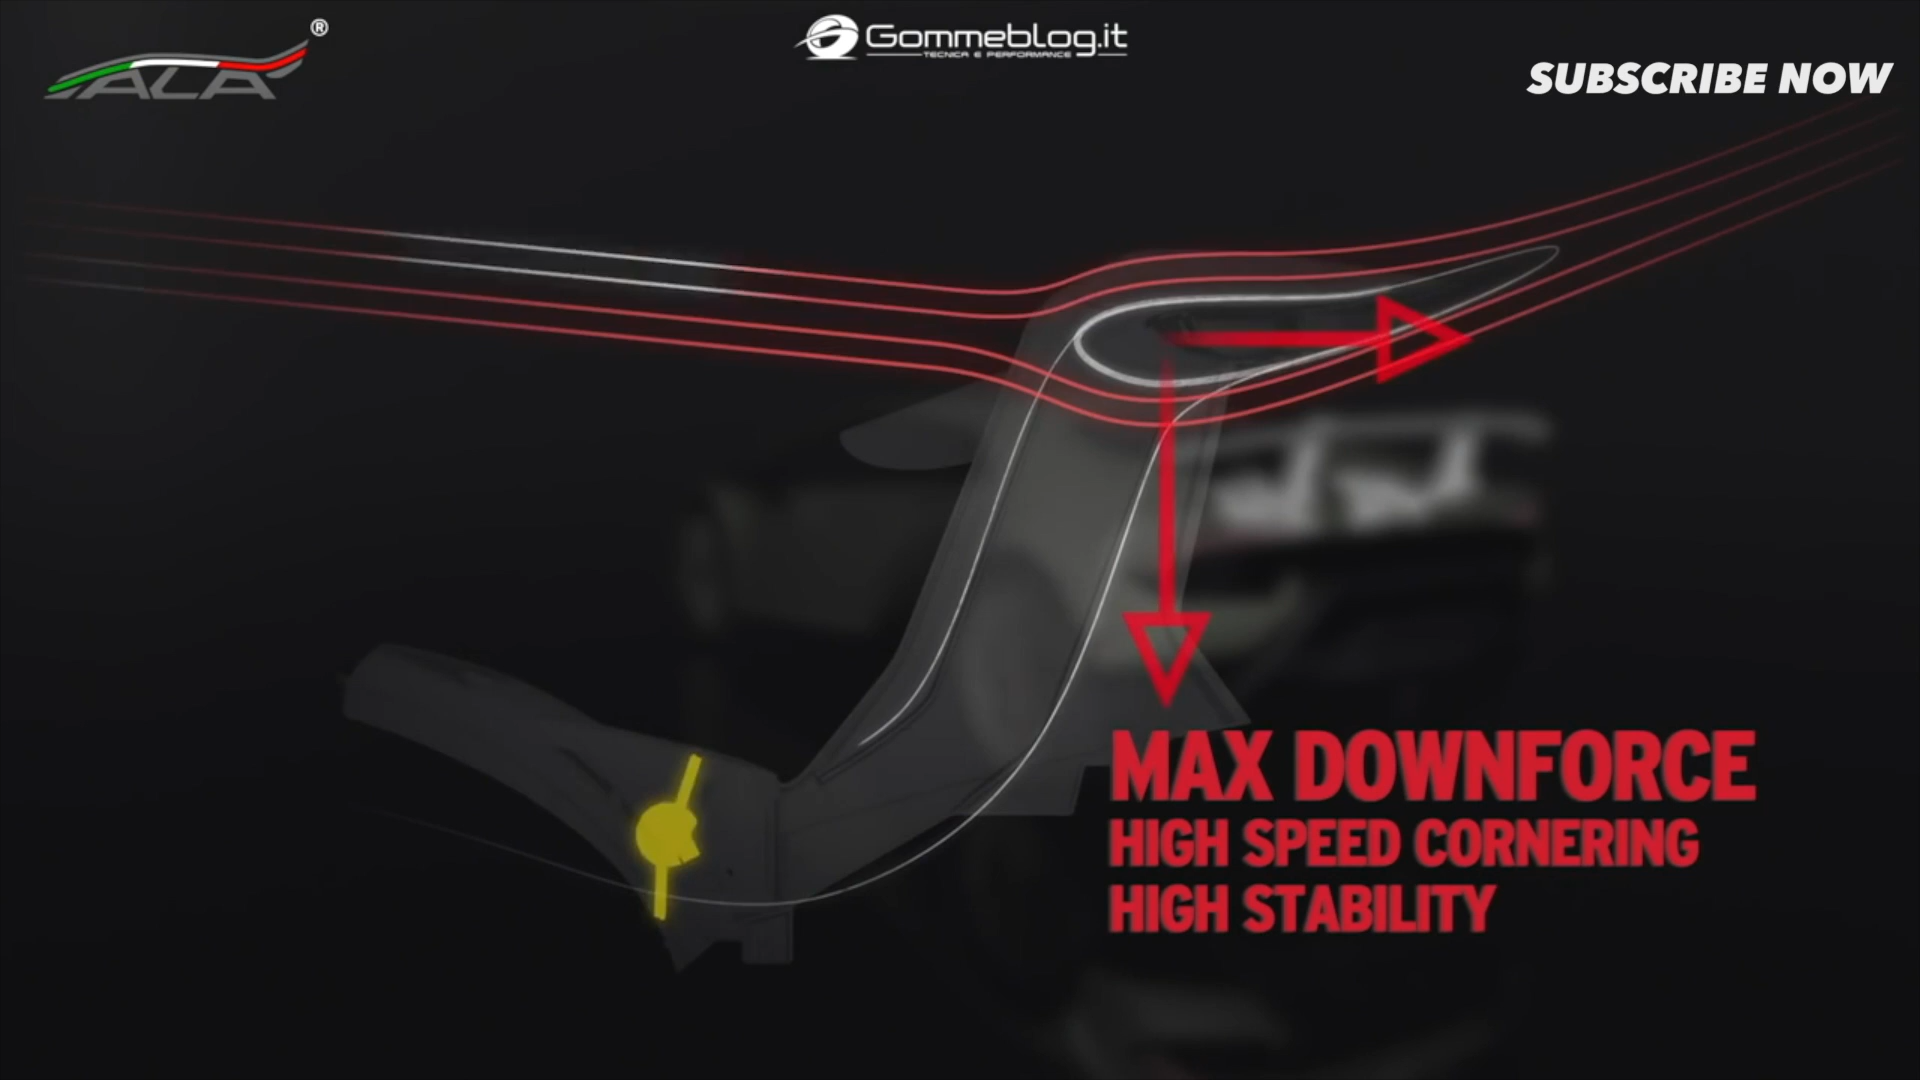 ALA®
Gommeblog.it
TECNICA E PERFORMANCE
SUBSCRIBE NOW
MAX DOWNFORCE
HIGH SPEED CORNERING
HIGH STABILITY